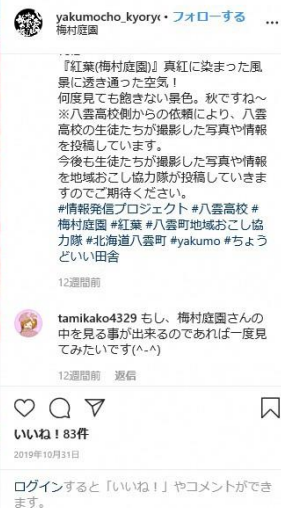 yakumocho_kyoryo • フォローする
梅村庭園
『紅葉(梅村庭園)』真紅に染まった風
景に透き通った空気！
何度見ても飽きない景色。秋ですね〜
※八雲高校側からの依頼により、八雲
高校の生徒たちが撮影した写真や情報
を投稿しています。
今後も生徒たちが撮影した写真や情報
を地域おこし協力隊が投稿していきま
すのでご期待ください。
#情報発信プロジェクト #八雲高校 #
梅村庭園 #紅葉 #八雲町地域おこし協
力隊 #北海道八雲町 #yakumo #ちょう
どいい田舎
12週間前
tamikako4329 もし、梅村庭園さんの
中を見る事が出来るのであれば一度見
てみたいです(^-^)
12週間前 返信
いいね！83件
2019年10月31日
ログインすると「いいね！」やコメントができ
ます。